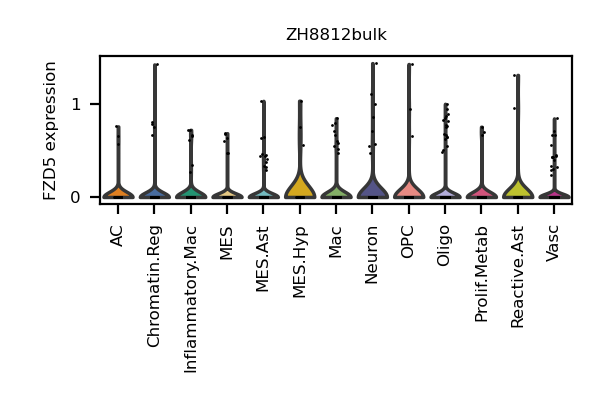 ZH8812bulk
FZD5 expression
1
0
AC
Chromatin.Reg
Inflammatory.Mac
MES
MES.Ast
MES.Hyp
Mac
Neuron
OPC
Oligo
Prolif.Metab
Reactive.Ast
Vasc